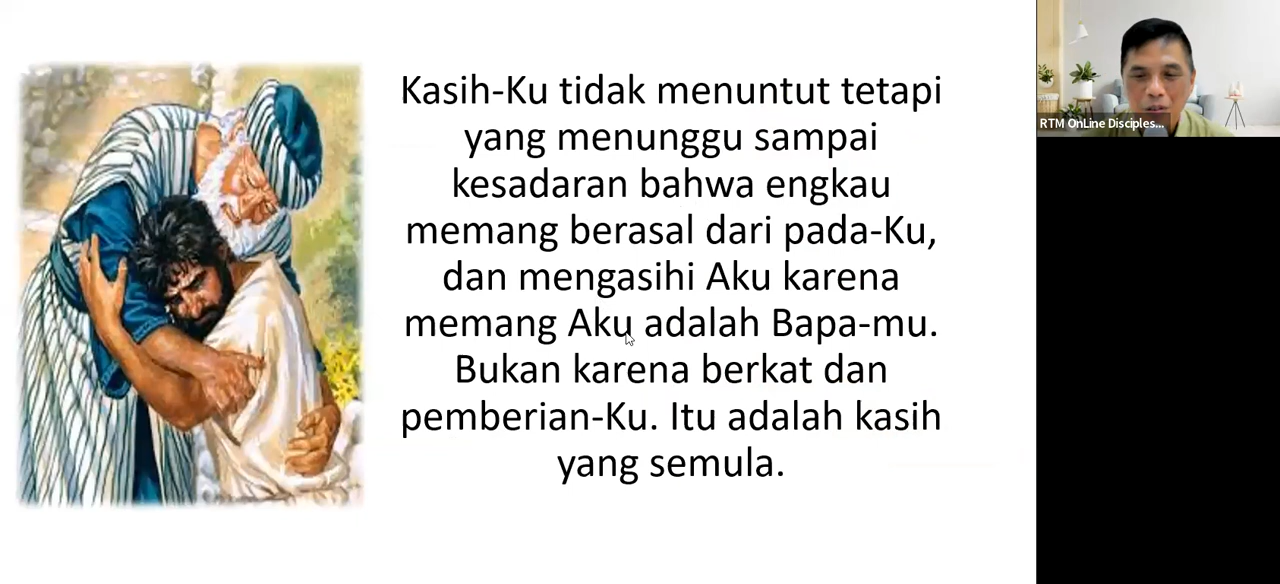 Kasih-Ku tidak menuntut tetapi
yang menunggu sampai
kesadaran bahwa engkau
memang berasal dari pada-Ku,
dan mengasihi Aku karena
memang Aku adalah Bapa-mu.
Bukan karena berkat dan
pemberian-Ku. Itu adalah kasih
yang semula.
RTM OnLine Disciples...